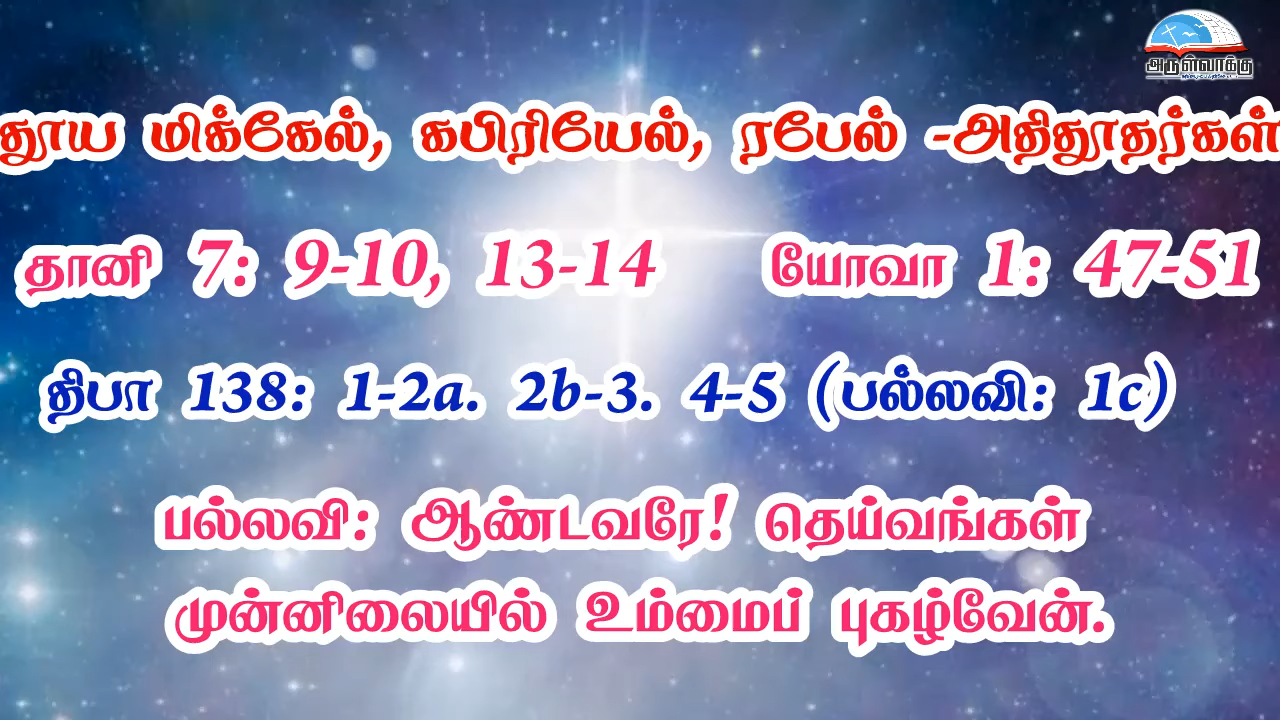 அருள்வாக்கு
தூய மிக்கேல், கபிரியேல், ரபேல் -அதிதூதர்கள்
தானி 7: 9-10, 13-14 யோவா 1: 47-51
திபா 138: 1-2a. 2b-3. 4-5 (பல்லவி: 1c)
பல்லவி: ஆண்டவரே! தெய்வங்கள்
முன்னிலையில் உம்மைப் புகழ்வேன்.